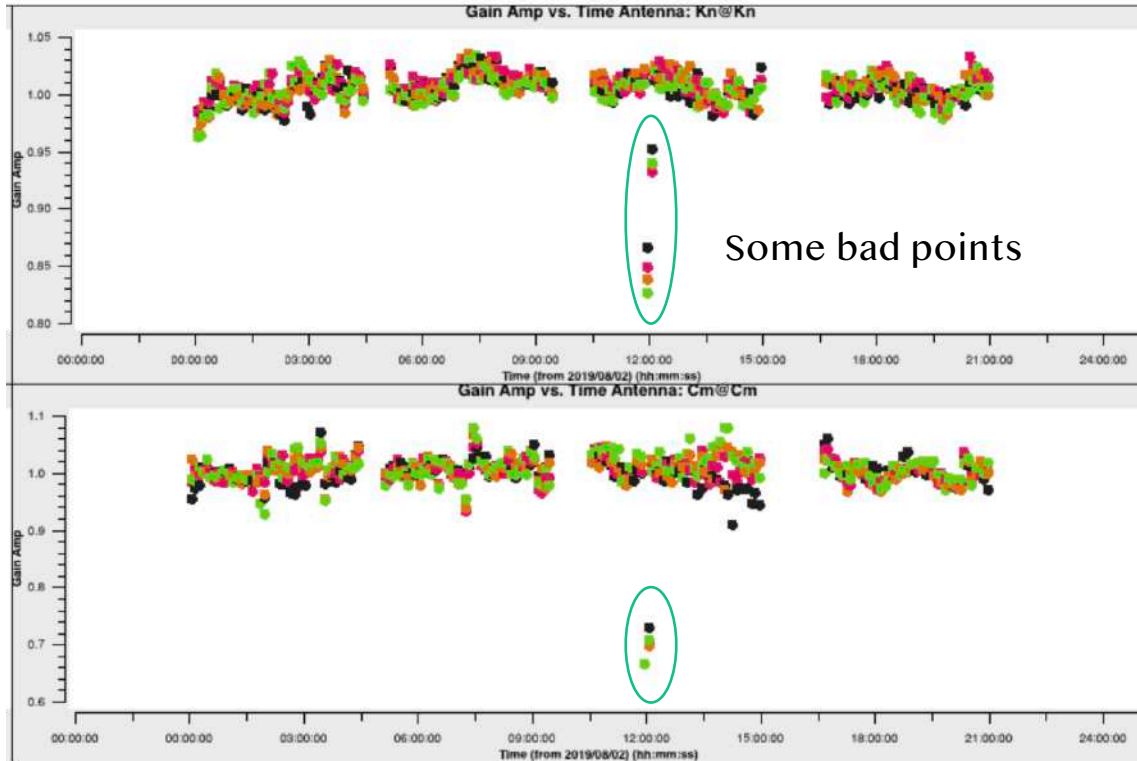 Gain Amp vs. Time Antenna: Kn@Kn
1.05
1.00
0.95
0.90
0.85
0.80
Gain Amp
Some bad points
00:00:00 00:00:00 03:00:00 06:00:00 09:00:00 12:00:00 15:00:00 18:00:00 21:00:00 24:00:00
Time (from 2019/08/02) (hh:mm:ss)
Gain Amp vs. Time Antenna: Cm@Cm
1.1
1.0
0.9
0.8
0.7
0.6
Gain Amp
00:00:00 00:00:00 03:00:00 06:00:00 09:00:00 12:00:00 15:00:00 18:00:00 21:00:00 24:00:00
Time (from 2019/08/02) (hh:mm:ss)